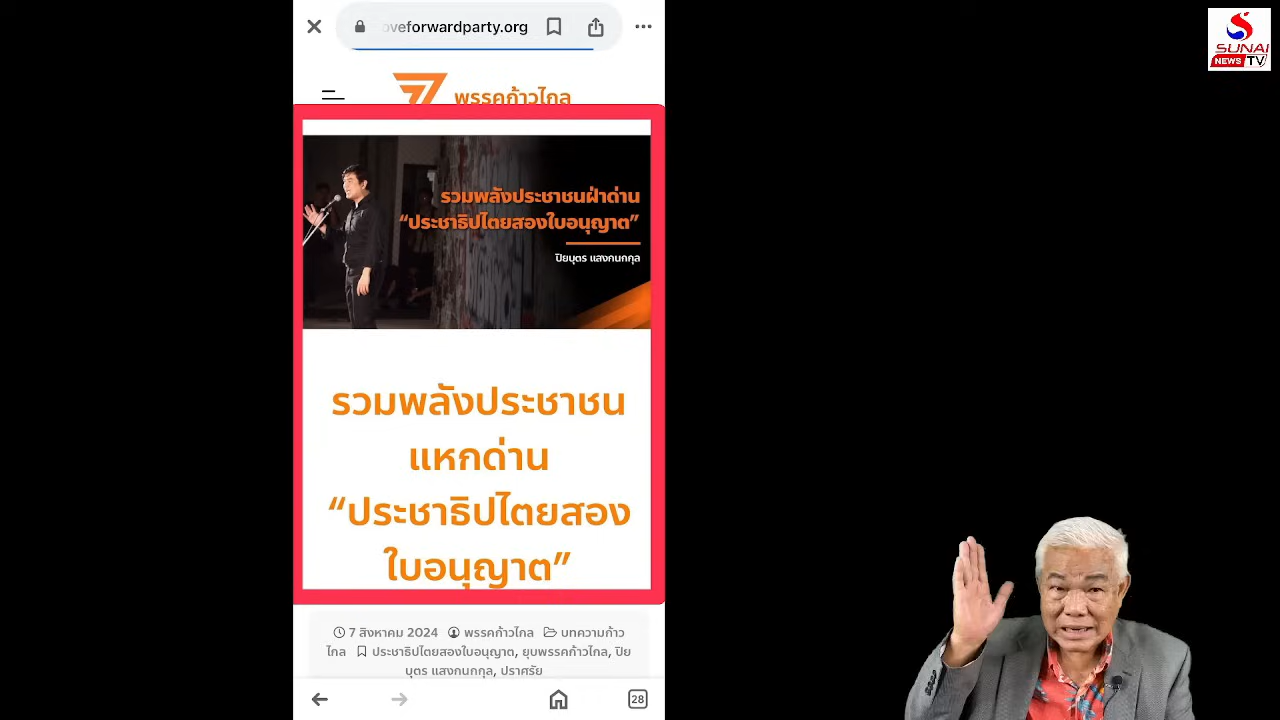 oveforwardparty.org
พรรคก้าวไกล
SUNAI
NEWS TV
รวมพลังประชาชนฝ่าด่าน
“ประชาธิปไตยสองใบอนุญาต”
ปิยบุตร แสงกนกกุล
รวมพลังประชาชน
แหกด่าน
“ประชาธิปไตยสอง
ใบอนุญาต”
7 สิงหาคม 2024 พรรคก้าวไกล บทความก้าว
ไกล ประชาธิปไตยสองใบอนุญาต, ยุบพรรคก้าวไกล, ปิย
บุตร แสงกนกกุล, ปราศรัย
28